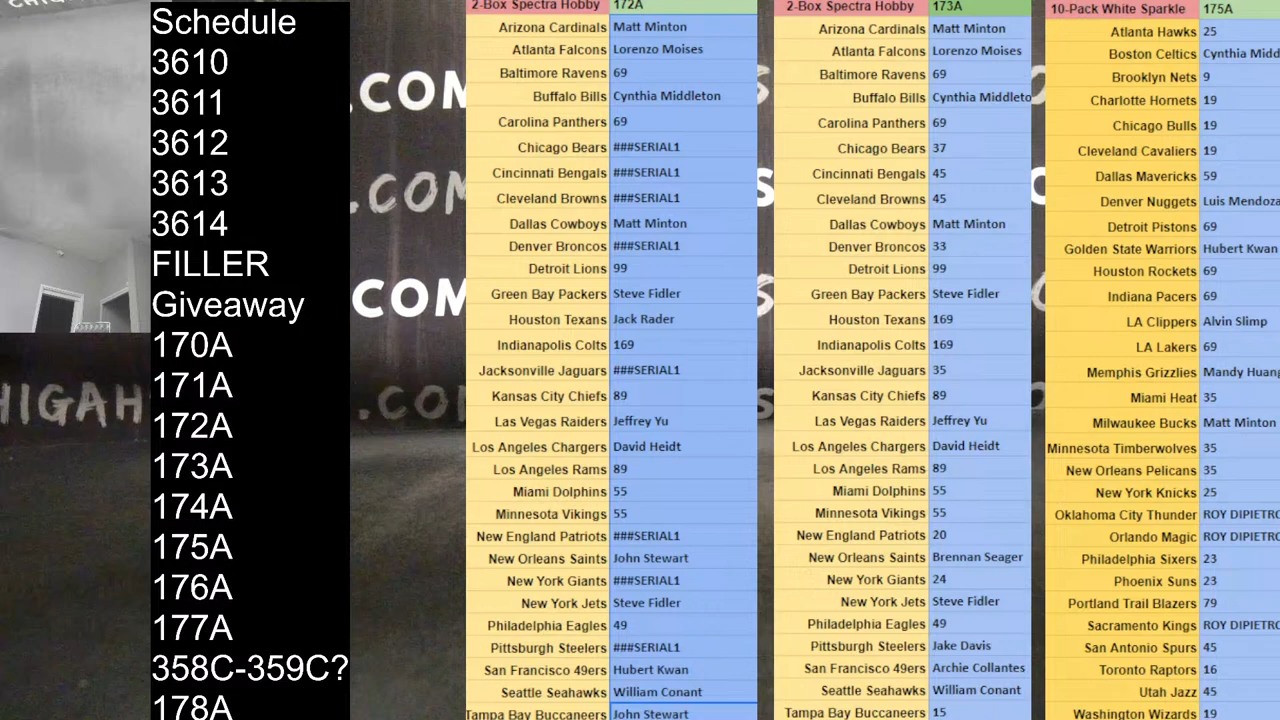 Schedule
3610
3611
3612
3613
3614
FILLER
Giveaway
170A
171A
172A
173A
174A
175A
176A
177A
358C-359C?
178A
.COM
.COM
.COM
HIGAH
.COM
2-Box Spectra Hobby 172A
Arizona Cardinals Matt Minton
Atlanta Falcons Lorenzo Moises
Baltimore Ravens 69
Buffalo Bills Cynthia Middleton
Carolina Panthers 69
Chicago Bears ###SERIAL1
Cincinnati Bengals ###SERIAL1
Cleveland Browns ###SERIAL1
Dallas Cowboys Matt Minton
Denver Broncos ###SERIAL1
Detroit Lions 99
Green Bay Packers Steve Fidler
Houston Texans Jack Rader
Indianapolis Colts 169
Jacksonville Jaguars ###SERIAL1
Kansas City Chiefs 89
Las Vegas Raiders Jeffrey Yu
Los Angeles Chargers David Heidt
Los Angeles Rams 89
Miami Dolphins 55
Minnesota Vikings 55
New England Patriots ###SERIAL1
New Orleans Saints John Stewart
New York Giants ###SERIAL1
New York Jets Steve Fidler
Philadelphia Eagles 49
Pittsburgh Steelers ###SERIAL1
San Francisco 49ers Hubert Kwan
Seattle Seahawks William Conant
Tampa Bay Buccaneers John Stewart
2-Box Spectra Hobby 173A
Arizona Cardinals Matt Minton
Atlanta Falcons Lorenzo Moises
Baltimore Ravens 69
Buffalo Bills Cynthia Middleto
Carolina Panthers 69
Chicago Bears 37
Cincinnati Bengals 45
Cleveland Browns 45
Dallas Cowboys Matt Minton
Denver Broncos 33
Detroit Lions 99
Green Bay Packers Steve Fidler
Houston Texans 169
Indianapolis Colts 169
Jacksonville Jaguars 35
Kansas City Chiefs 89
Las Vegas Raiders Jeffrey Yu
Los Angeles Chargers David Heidt
Los Angeles Rams 89
Miami Dolphins 55
Minnesota Vikings 55
New England Patriots 20
New Orleans Saints Brennan Seager
New York Giants 24
New York Jets Steve Fidler
Philadelphia Eagles 49
Pittsburgh Steelers Jake Davis
San Francisco 49ers Archie Collantes
Seattle Seahawks William Conant
Tampa Bay Buccaneers 15
10-Pack White Sparkle 175A
Atlanta Hawks 25
Boston Celtics Cynthia Midd
Brooklyn Nets 9
Charlotte Hornets 19
Chicago Bulls 19
Cleveland Cavaliers 19
Dallas Mavericks 59
Denver Nuggets Luis Mendoza
Detroit Pistons 69
Golden State Warriors Hubert Kwan
Houston Rockets 69
Indiana Pacers 69
LA Clippers Alvin Slimp
LA Lakers 69
Memphis Grizzlies Mandy Huang
Miami Heat 35
Milwaukee Bucks Matt Minton
Minnesota Timberwolves 35
New Orleans Pelicans 35
New York Knicks 25
Oklahoma City Thunder ROY DIPIETRO
Orlando Magic ROY DIPIETRO
Philadelphia Sixers 23
Phoenix Suns 23
Portland Trail Blazers 79
Sacramento Kings ROY DIPIETRO
San Antonio Spurs 45
Toronto Raptors 16
Utah Jazz 45
Washington Wizards 19